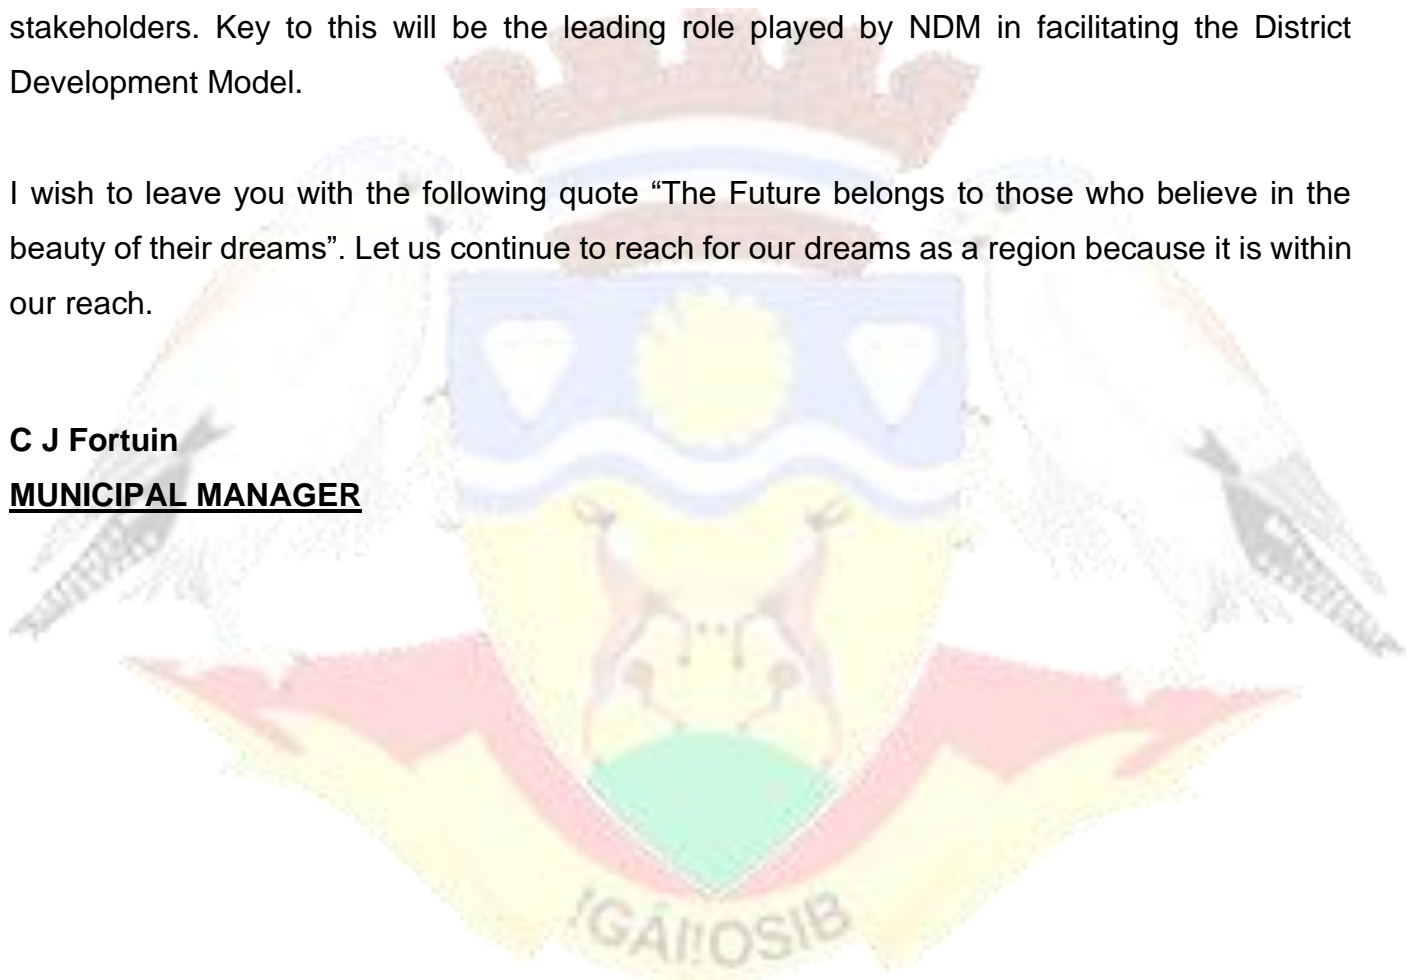 stakeholders. Key to this will be the leading role played by NDM in facilitating the District
Development Model.
I wish to leave you with the following quote “The Future belongs to those who believe in the
beauty of their dreams”. Let us continue to reach for our dreams as a region because it is within
our reach.
C J Fortuin
MUNICIPAL MANAGER
!GÃI!OSIB